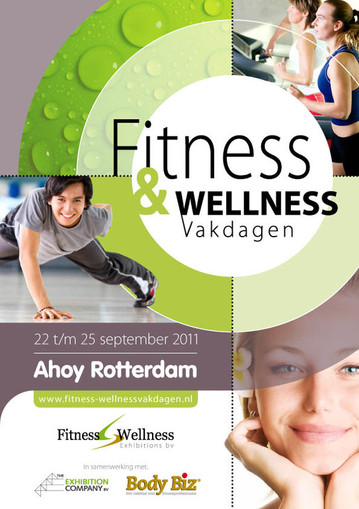 Fitness
& WELLNESS
Vakdagen
22 t/m 25 september 2011
Ahoy Rotterdam
www.fitness-wellnessvakdagen.nl
Fitness Wellness
Exhibitions bv
In samenwerking met:
THE
EXHIBITION
COMPANY BV
Body Biz